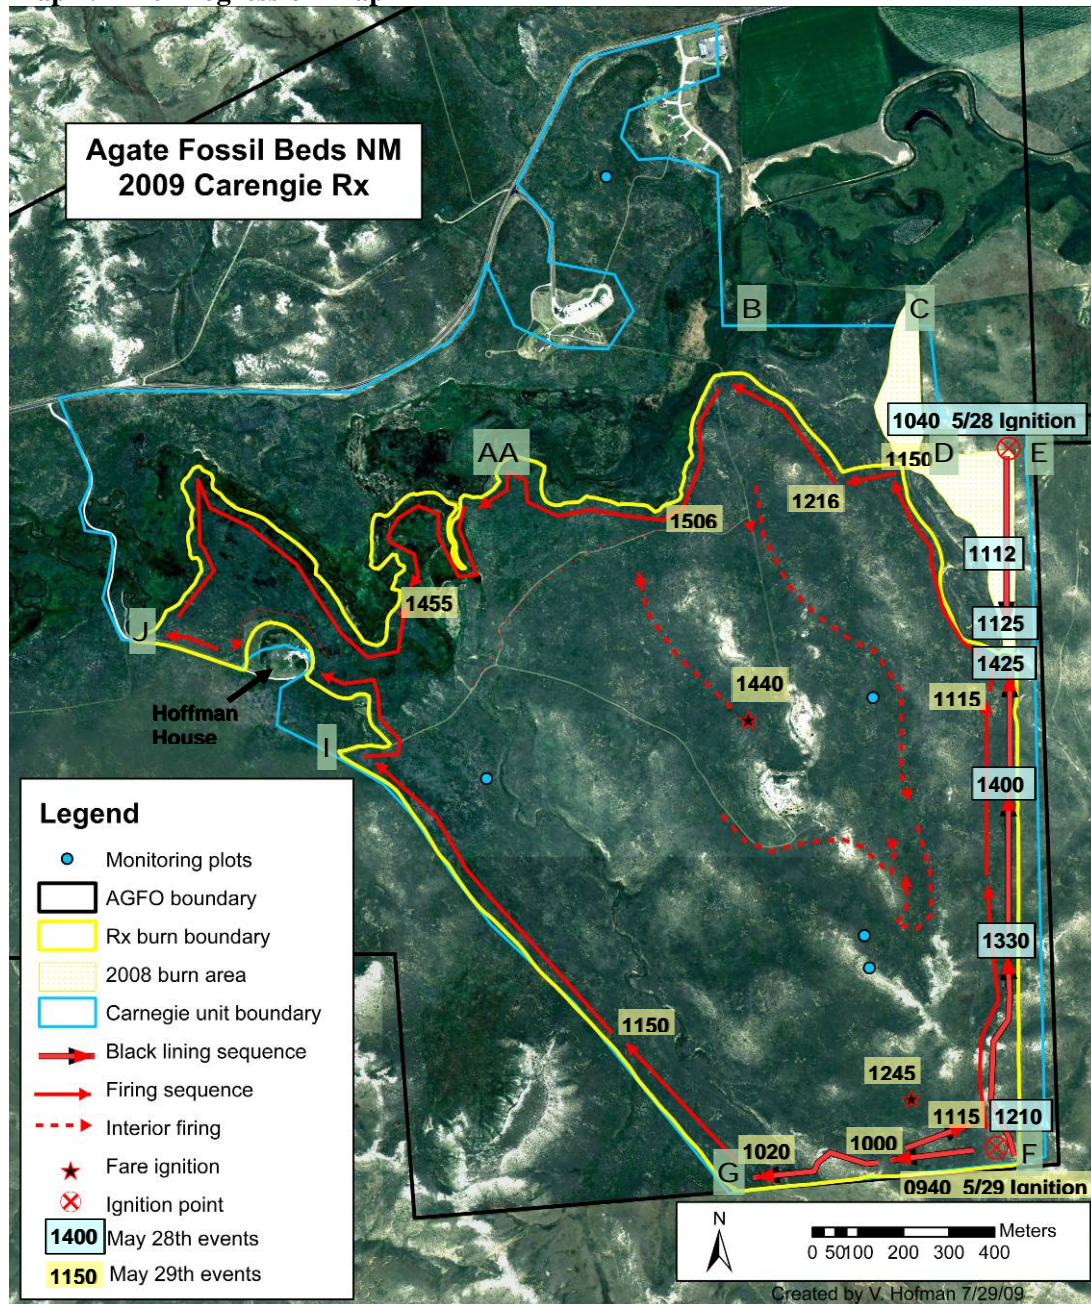 Agate Fossil Beds NM
2009 Carengie Rx
B
C
1040 5/28 Ignition
AA
1150
D
E
1216
1506
1112
1455
1125
J
1425
1440
1115
Hoffman
House
I
1400
1330
1150
1245
1115
1210
1000
1020
F
G
0940 5/29 Ignition
Legend
Monitoring plots
AGFO boundary
Rx burn boundary
2008 burn area
Carnegie unit boundary
Black lining sequence
Firing sequence
Interior firing
Fare ignition
Ignition point
1400 May 28th events
1150 May 29th events
N
Meters
0 50100 200 300 400
Created by V. Hofman 7/29/09